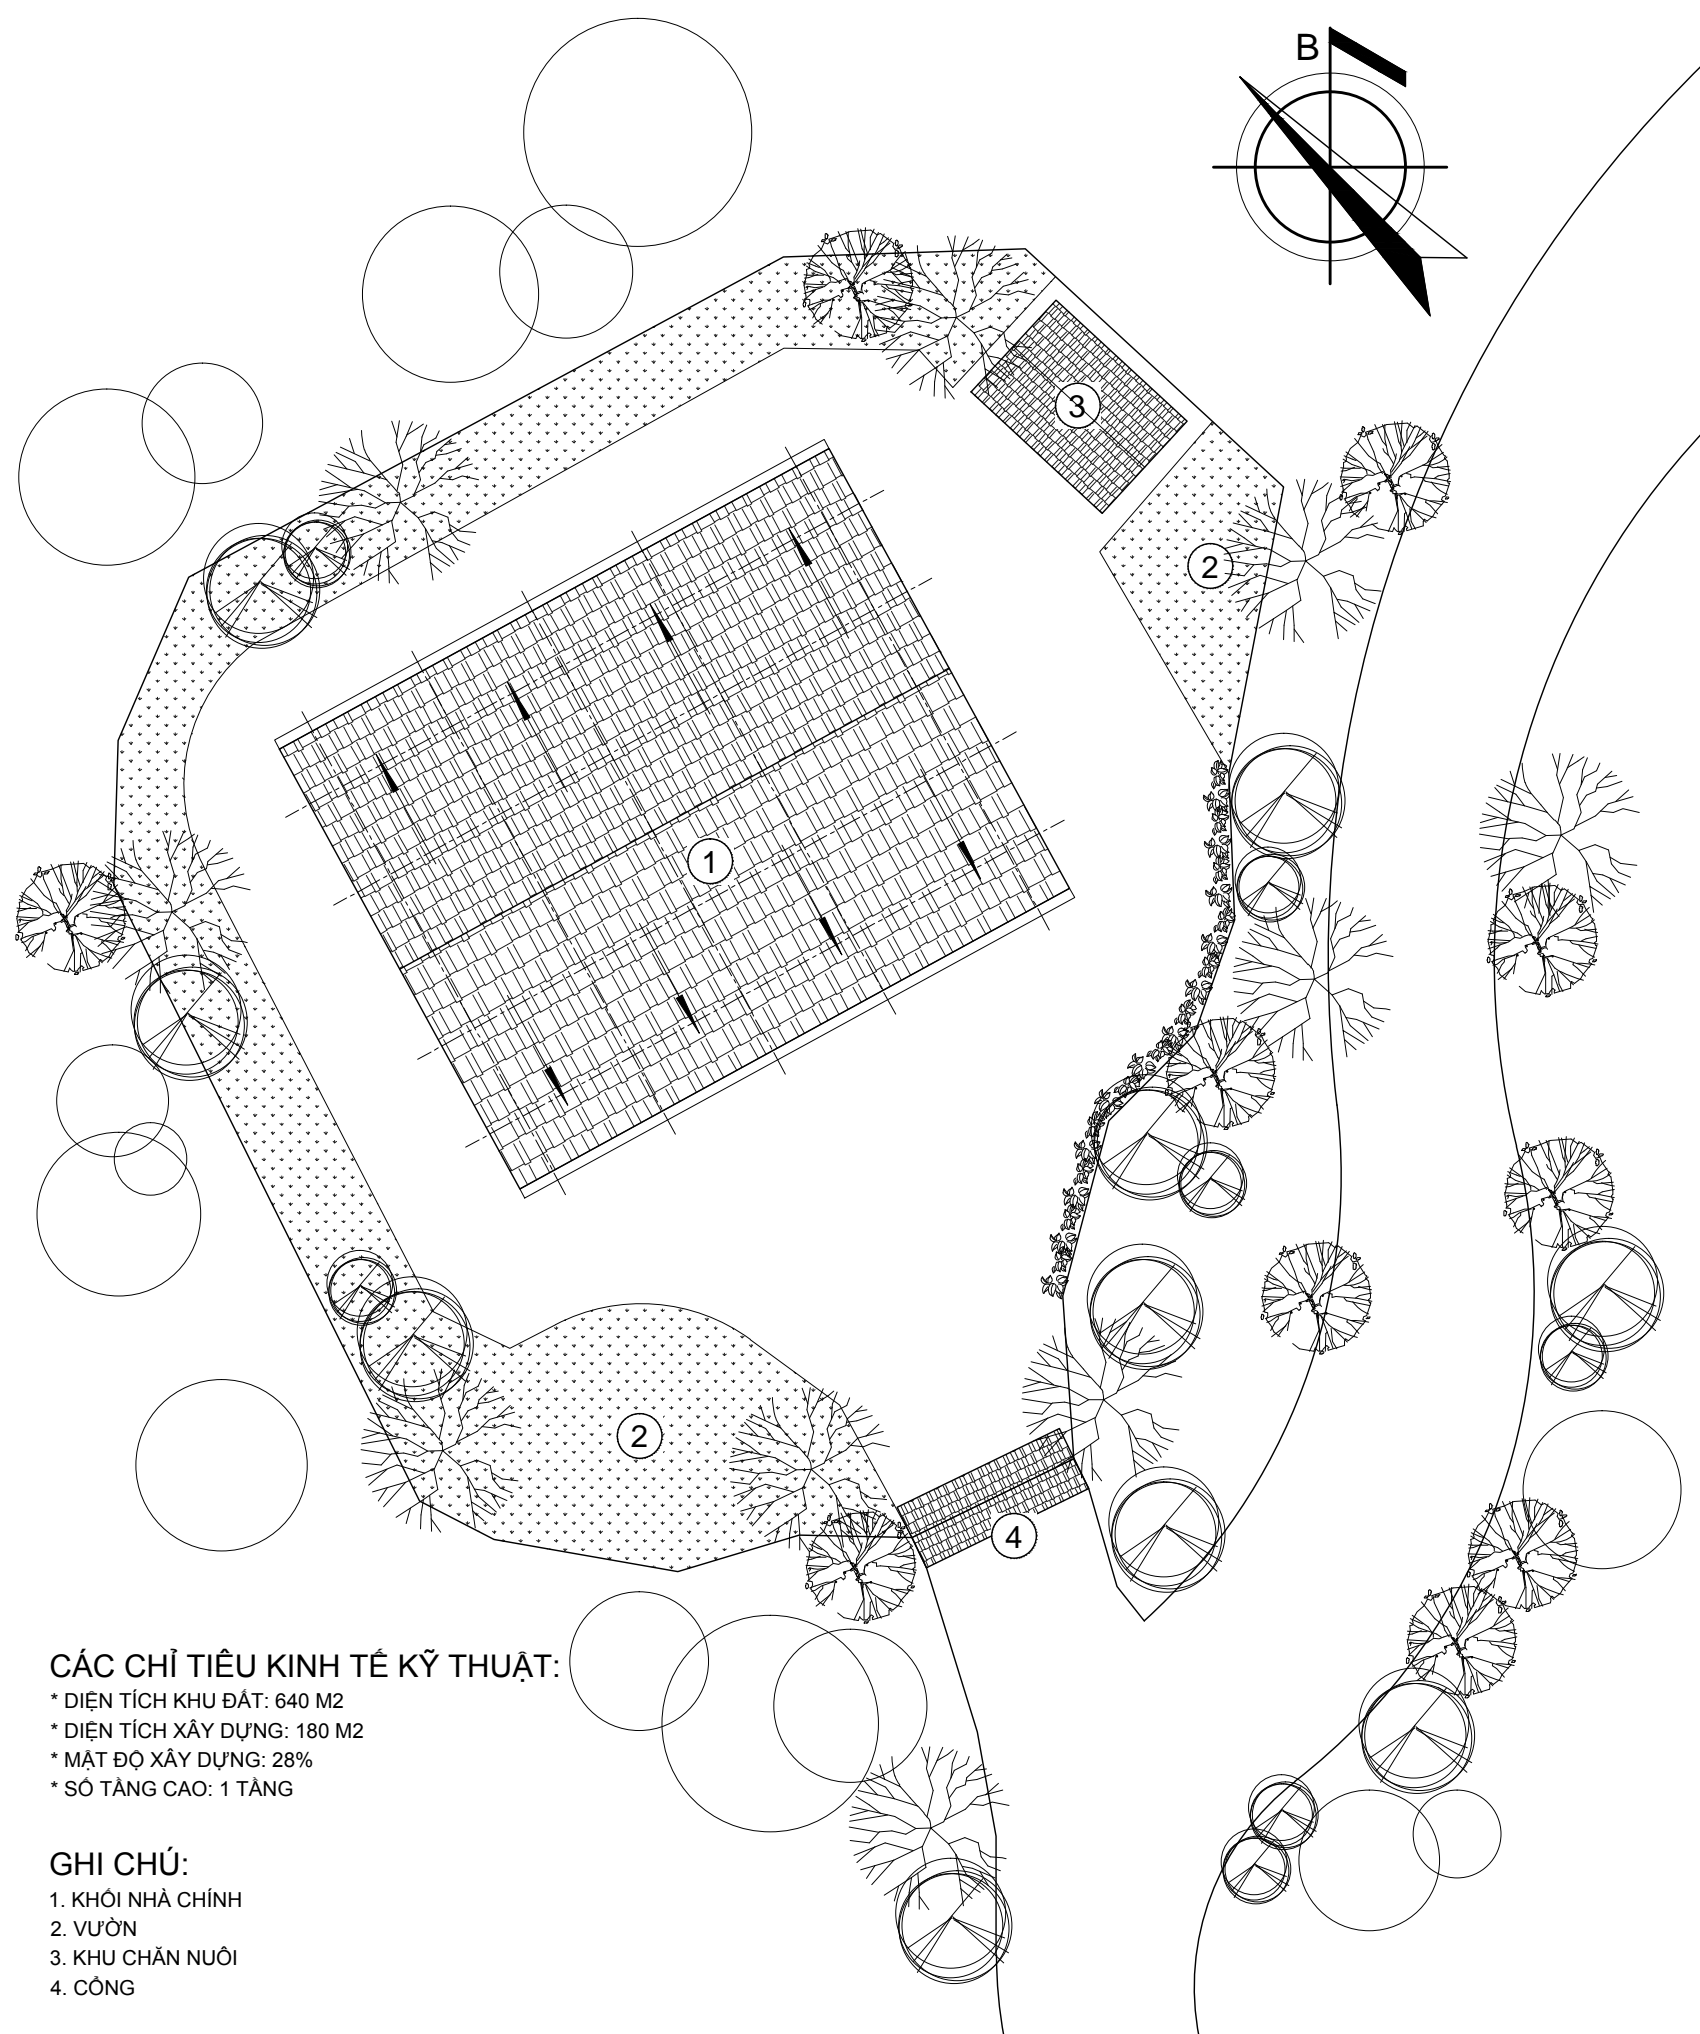 B
3
2
1
2
4
CÁC CHỈ TIÊU KINH TẾ KỸ THUẬT:
* DIỆN TÍCH KHU ĐẤT: 640 M2
* DIỆN TÍCH XÂY DỰNG: 180 M2
* MẬT ĐỘ XÂY DỰNG: 28%
* SỐ TẦNG CAO: 1 TẦNG
GHI CHÚ:
1. KHỐI NHÀ CHÍNH
2. VƯỜN
3. KHU CHĂN NUÔI
4. CỔNG